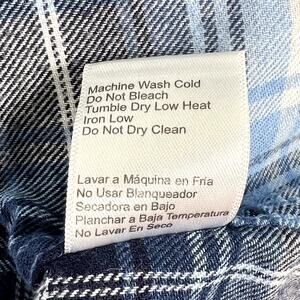 Machine Wash Cold
Do Not Bleach
Tumble Dry Low Heat
Iron Low
Do Not Dry Clean
Lavar a Máquina en Fría
No Usar Blanqueador
Secadora en Bajo
Planchar a Baja Temperatura
No Lavar En Seco